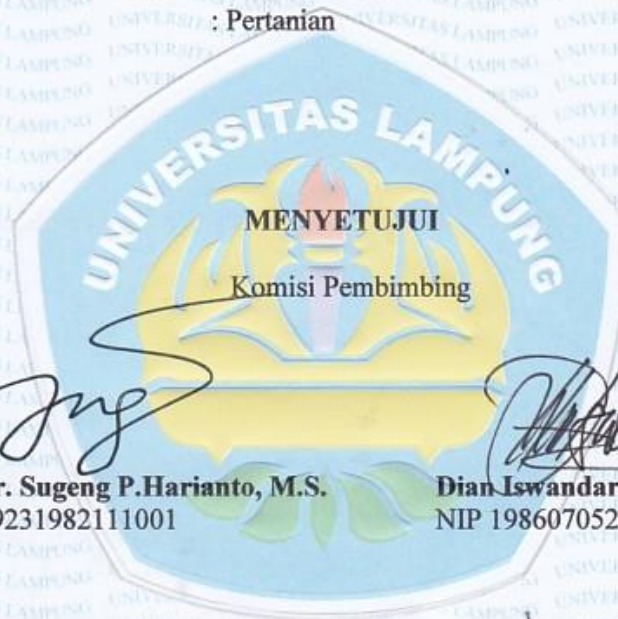 : Pertanian
UNIVERSITAS LAMPUNG
MENYETUJUI
Komisi Pembimbing
r. Sugeng P.Harianto, M.S.
Dian Iswandar
9231982111001
NIP 198607052